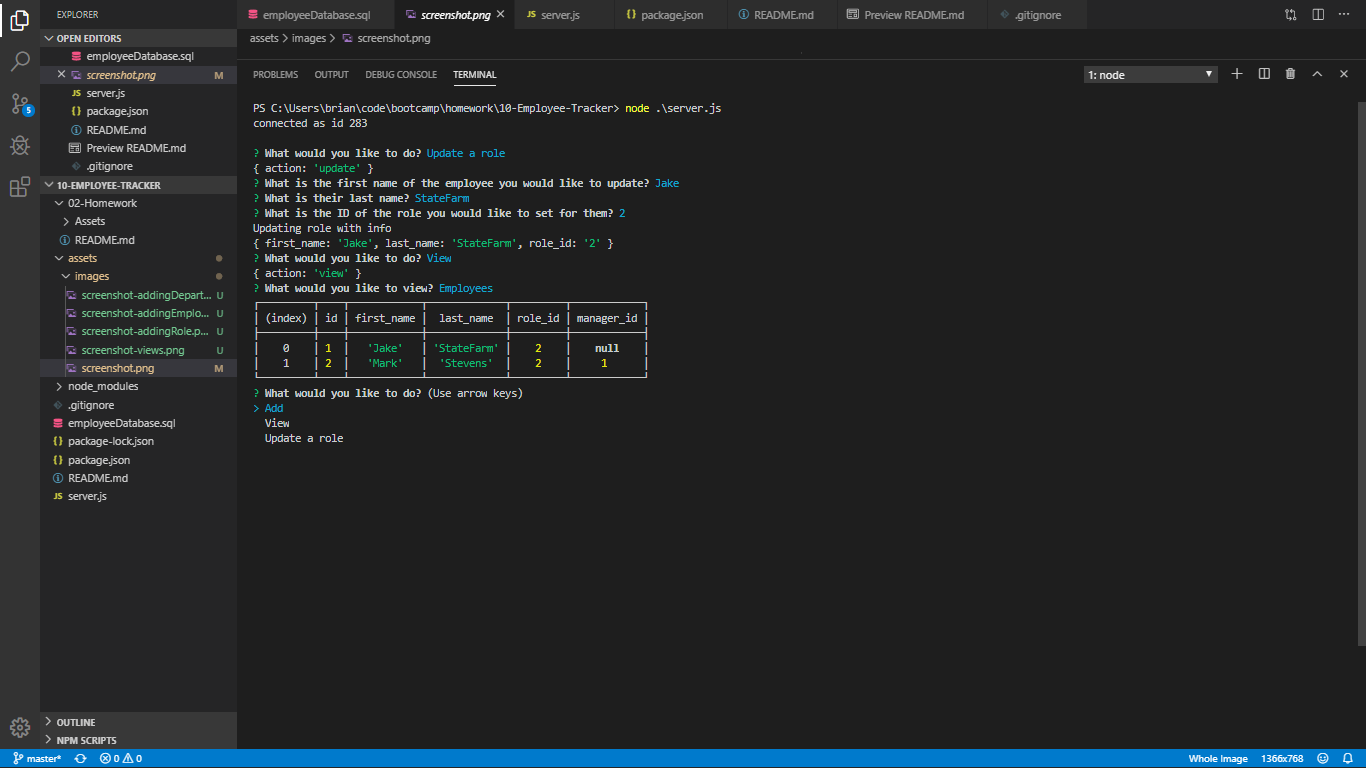 EXPLORER
OPEN EDITORS
employeeDatabase.sql
screenshot.png M
server.js
package.json
README.md
Preview README.md
.gitignore
10-EMPLOYEE-TRACKER
02-Homework
Assets
README.md
assets
images
screenshot-addingDepart... U
screenshot-addingEmplo... U
screenshot-addingRole.p... U
screenshot-views.png U
screenshot.png M
node_modules
.gitignore
employeeDatabase.sql
package-lock.json
package.json
README.md
server.js
OUTLINE
NPM SCRIPTS
5
employeeDatabase.sql screenshot.png JS server.js {} package.json README.md Preview README.md .gitignore
assets > images > screenshot.png
PROBLEMS OUTPUT DEBUG CONSOLE TERMINAL 1: node
PS C:\Users\brian\code\bootcamp\homework\10-Employee-Tracker> node .\server.js
connected as id 283
? What would you like to do? Update a role
{ action: 'update' }
? What is the first name of the employee you would like to update? Jake
? What is their last name? StateFarm
? What is the ID of the role you would like to set for them? 2
Updating role with info
{ first_name: 'Jake', last_name: 'StateFarm', role_id: '2' }
? What would you like to do? View
{ action: 'view' }
? What would you like to view? Employees
(index) id first_name last_name role_id manager_id
0 1 'Jake' 'StateFarm' 2 null
1 2 'Mark' 'Stevens' 2 1
? What would you like to do? (Use arrow keys)
> Add
View
Update a role
master* 0 0 Whole Image 1366x768